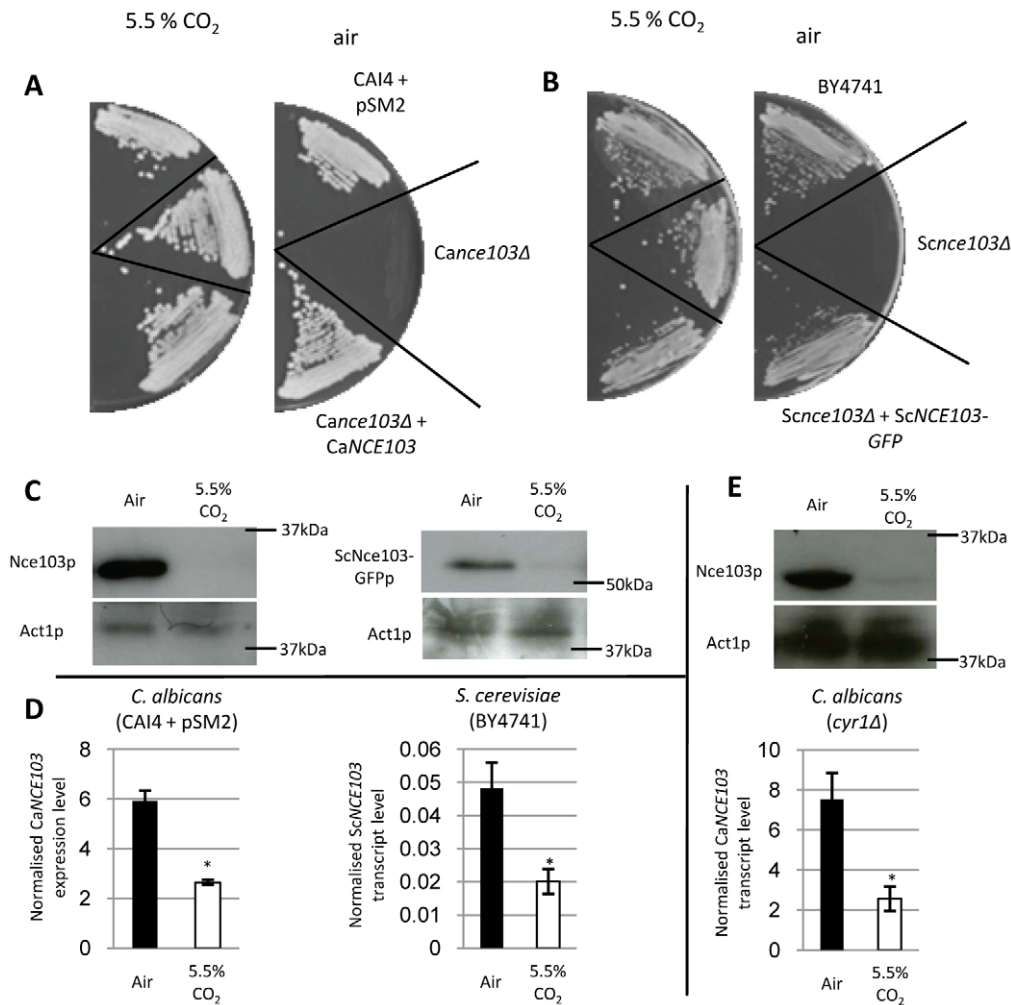 5.5 % CO2
air
5.5 % CO2
air
A
CAI4 +
pSM2
Cance103Δ
Cance103Δ +
CaNCE103
B
BY4741
Scnce103Δ
Scnce103Δ + ScNCE103-
GFP
C
Air
5.5%
CO2
37kDa
Nce103p
Act1p
37kDa
Air
5.5%
CO2
ScNce103-
GFPp
50kDa
Act1p
37kDa
E
Air
5.5%
CO2
37kDa
Nce103p
Act1p
37kDa
D
C. albicans
(CAI4 + pSM2)
Normalised CaNCE103
expression level
8
6
4
2
0
*
Air
5.5%
CO2
S. cerevisiae
(BY4741)
Normalised ScNCE103
transcript level
0.06
0.05
0.04
0.03
0.02
0.01
0
*
Air
5.5%
CO2
C. albicans
(cyr1Δ)
Normalised CaNCE103
transcript level
10
8
6
4
2
0
*
Air
5.5%
CO2